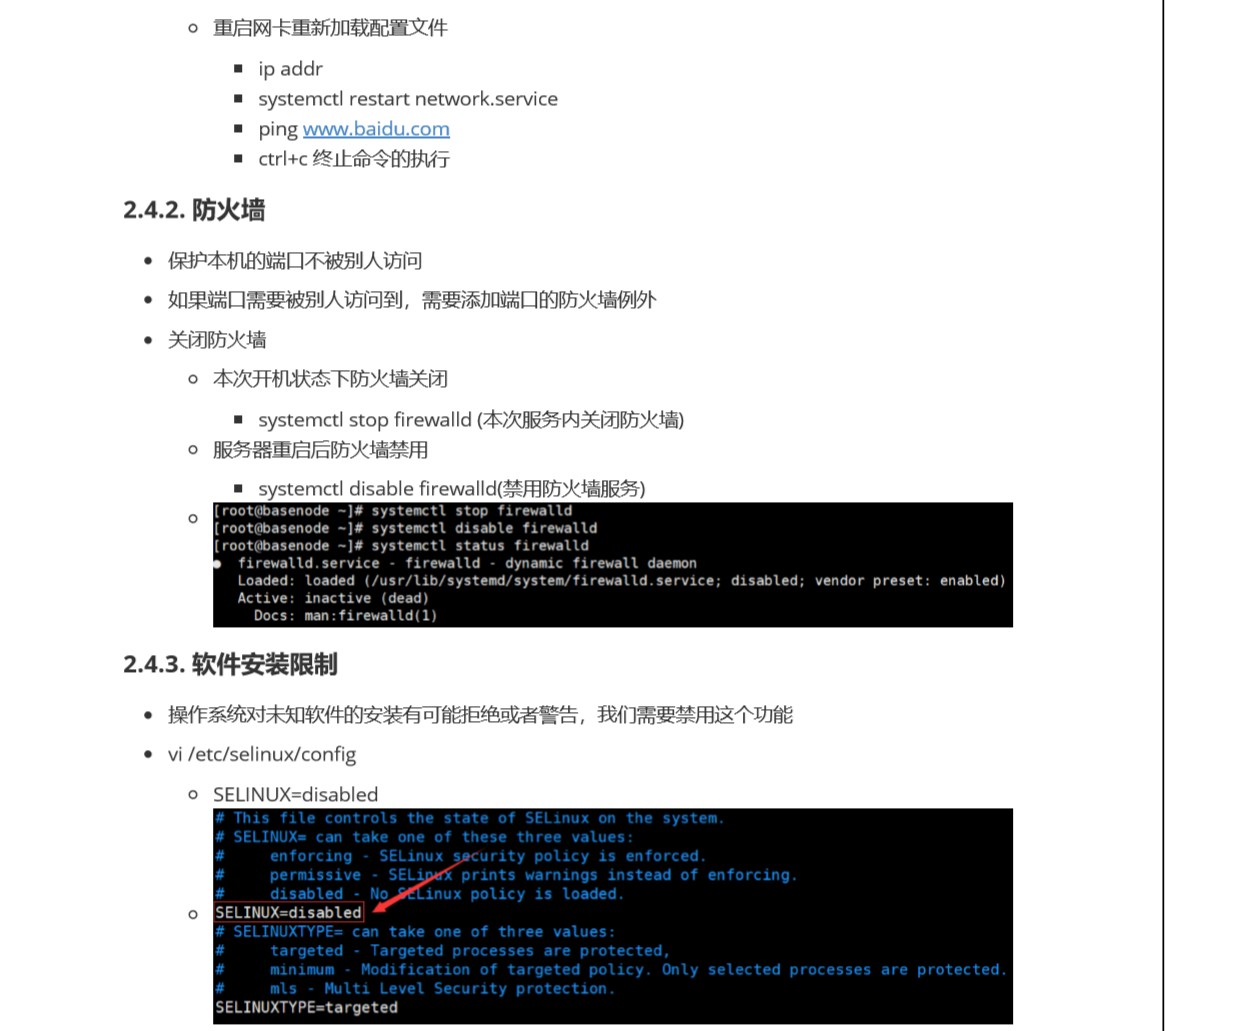 重启网卡重新加载配置文件
ip addr
systemctl restart network.service
ping www.baidu.com
ctrl+c 终止命令的执行
2.4.2. 防火墙
保护本机的端口不被别人访问
如果端口需要被别人访问到，需要添加端口的防火墙例外
关闭防火墙
本次开机状态下防火墙关闭
systemctl stop firewalld (本次服务内关闭防火墙)
服务器重启后防火墙禁用
systemctl disable firewalld(禁用防火墙服务)
[root@basenode ~]# systemctl stop firewalld
[root@basenode ~]# systemctl disable firewalld
[root@basenode ~]# systemctl status firewalld
● firewalld.service - firewalld - dynamic firewall daemon
Loaded: loaded (/usr/lib/systemd/system/firewalld.service; disabled; vendor preset: enabled)
Active: inactive (dead)
Docs: man:firewalld(1)
2.4.3. 软件安装限制
操作系统对未知软件的安装有可能拒绝或者警告，我们需要禁用这个功能
vi /etc/selinux/config
SELINUX=disabled
# This file controls the state of SELinux on the system.
# SELINUX= can take one of these three values:
#     enforcing - SELinux security policy is enforced.
#     permissive - SELinux prints warnings instead of enforcing.
#     disabled - No SELinux policy is loaded.
SELINUX=disabled
# SELINUXTYPE= can take one of three values:
#     targeted - Targeted processes are protected,
#     minimum - Modification of targeted policy. Only selected processes are protected.
#     mls - Multi Level Security protection.
SELINUXTYPE=targeted